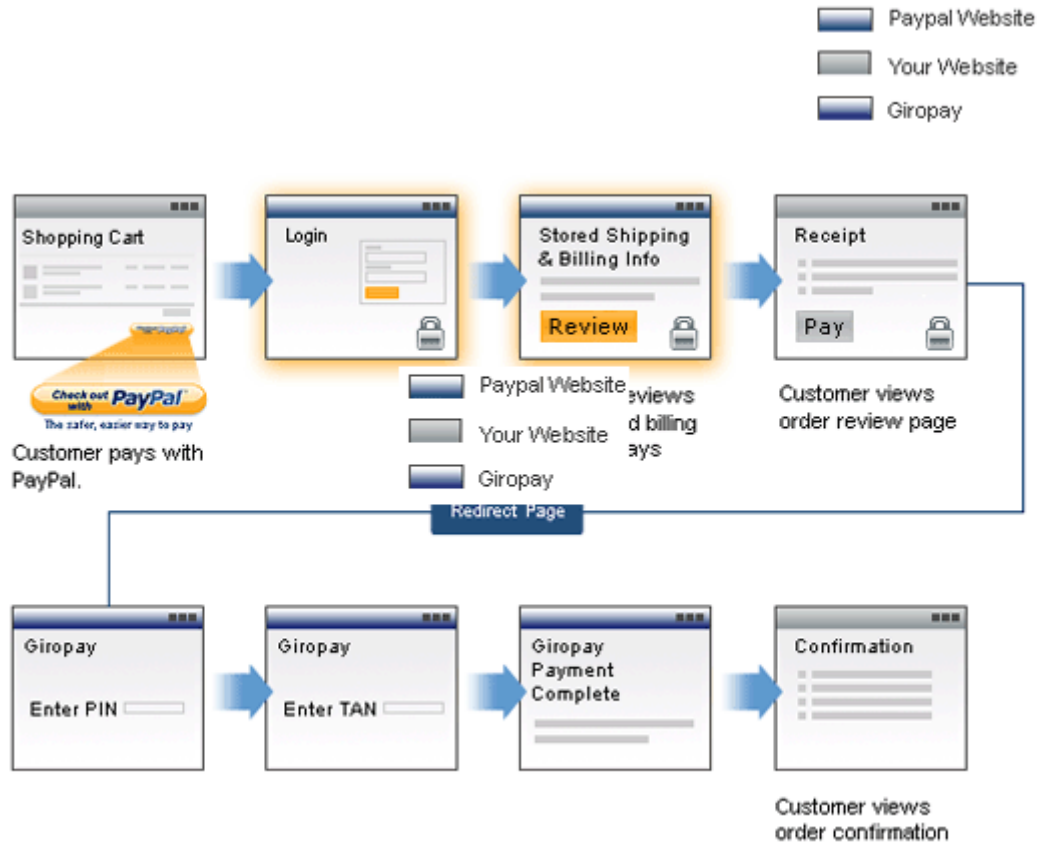 Paypal Website
Your Website
Giropay
Shopping Cart
Login
Stored Shipping
& Billing Info
Review
Receipt
Pay
Check out
with
PayPal
The safer, easier way to pay
Customer pays with
PayPal.
Paypal Website
Your Website
Giropay
eviews
d billing
ays
Customer views
order review page
Redirect Page
Giropay
Enter PIN
Giropay
Enter TAN
Giropay
Payment
Complete
Confirmation
Customer views
order confirmation